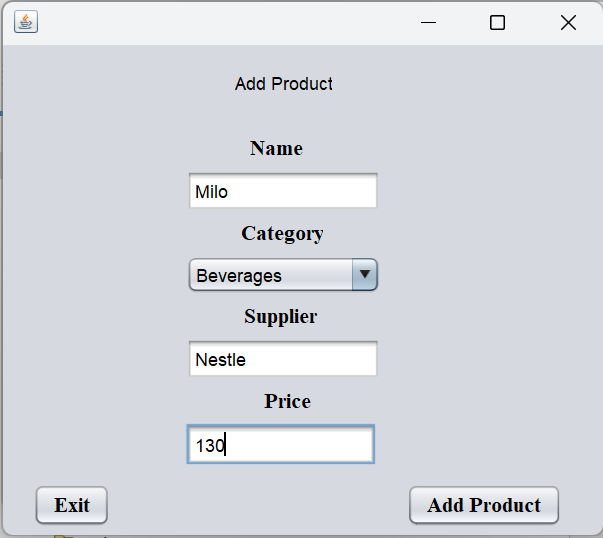 Add Product
Name
Milo
Category
Beverages
Supplier
Nestle
Price
130
Exit
Add Product